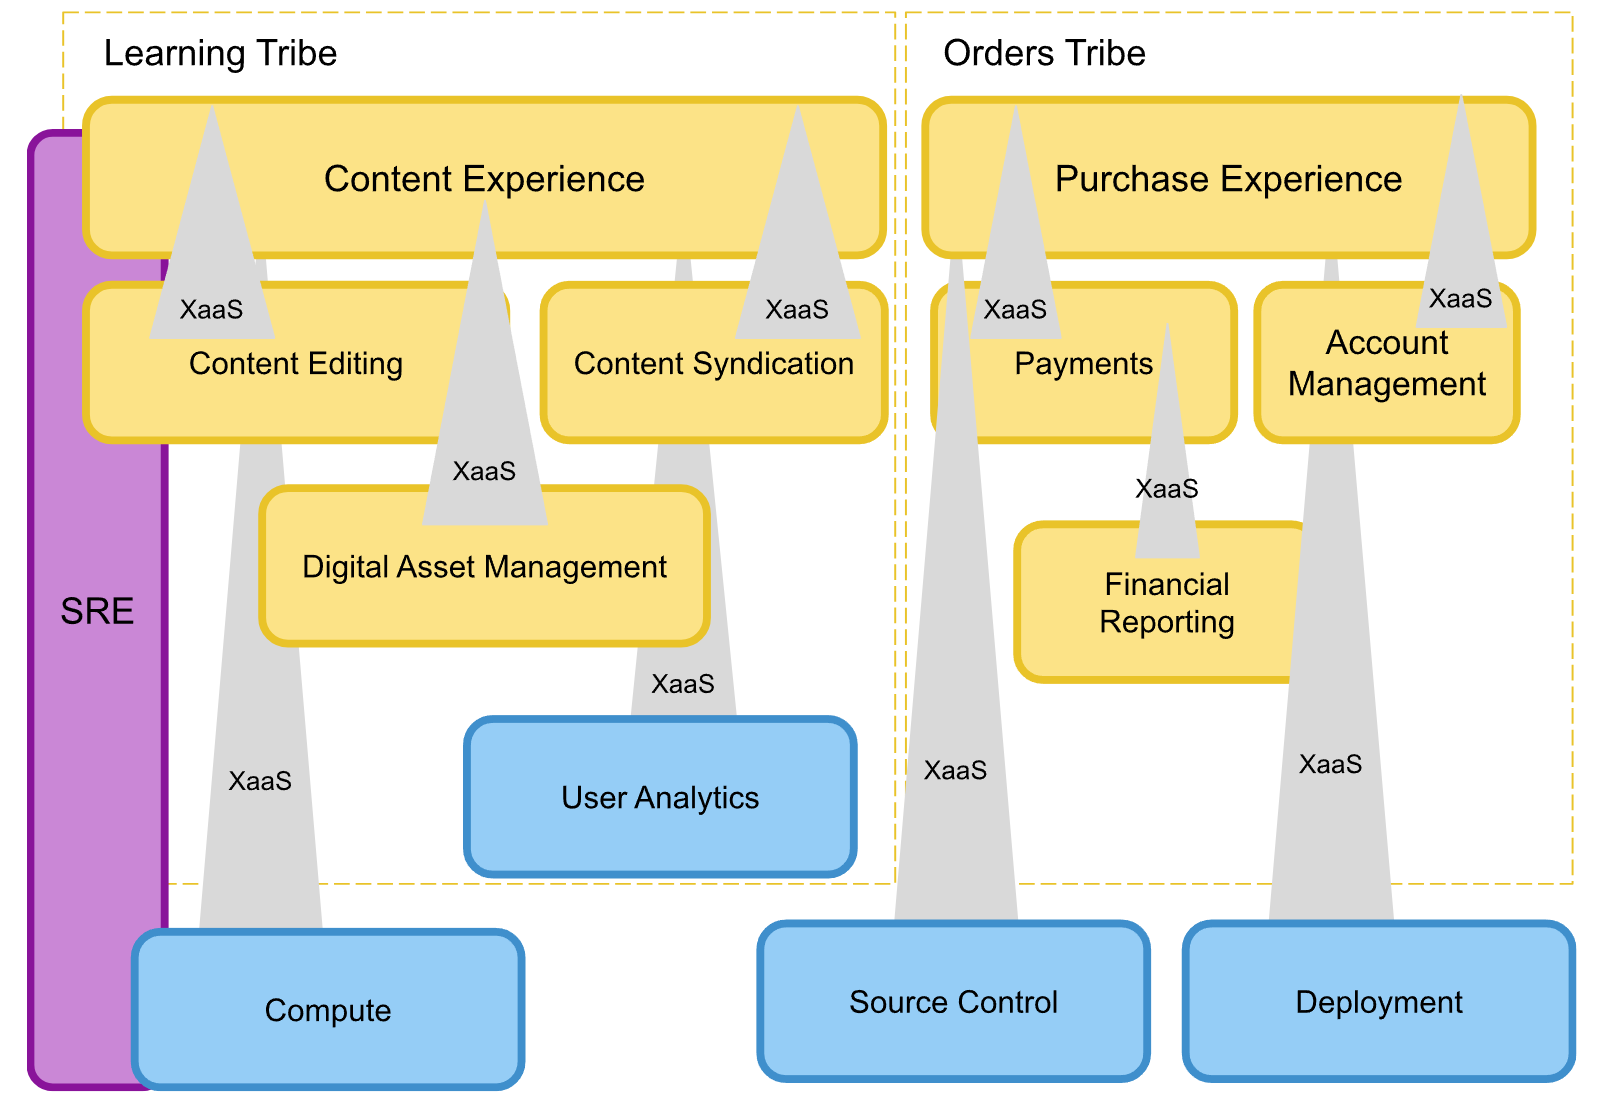 Learning Tribe
Orders Tribe
Content Experience
Purchase Experience
XaaS
XaaS
XaaS
XaaS
Content Editing
Content Syndication
Payments
Account
Management
XaaS
XaaS
Digital Asset Management
Financial
Reporting
SRE
XaaS
XaaS
XaaS
XaaS
User Analytics
Compute
Source Control
Deployment